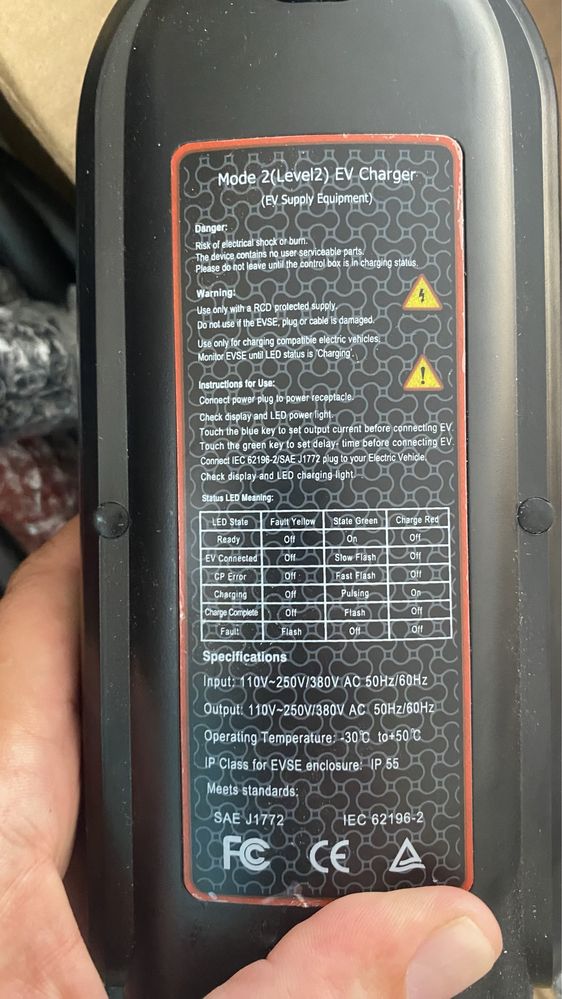 Mode 2(Level2) EV Charger
(EV Supply Equipment)
Danger:
Risk of electrical shock or burn.
The device contains no user serviceable parts.
Please do not leave until the control box is in charging status.
Warning:
Use only with a RCD protected supply.
Do not use if the EVSE, plug or cable is damaged.
Use only for charging compatible electric vehicles.
Monitor EVSE until LED status is 'Charging'.
Instructions for Use:
Connect power plug to power receptacle.
Check display and LED power light.
Touch the blue key to set output current before connecting EV.
Touch the green key to set delay- time before connecting EV.
Connect IEC 62196-2/SAE J1772 plug to your Electric Vehicle.
Check display and LED charging light.
Status LED Meaning:
LED State Fault Yellow State Green Charge Red
Ready Off On Off
EV Connected Off Slow Flash Off
CP Error Off Fast Flash Off
Charging Off Pulsing On
Charge Complete Off Flash Off
Fault Flash Off Off
Specifications
Input: 110V~250V/380V AC 50Hz/60Hz
Output: 110V~250V/380V AC 50Hz/60Hz
Operating Temperature: -30℃ to+50℃
IP Class for EVSE enclosure: IP 55
Meets standards:
SAE J1772 IEC 62196-2
FC CE